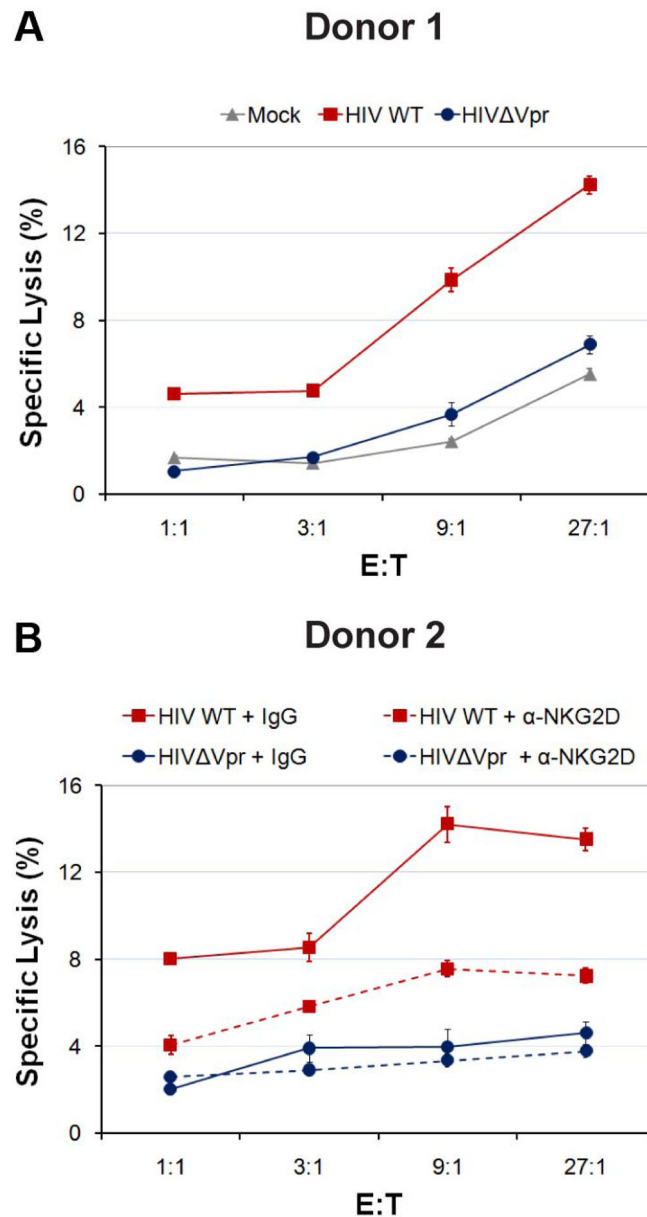 A Donor 1
Mock HIV WT HIVΔVpr
16
12
8
4
0
Specific Lysis (%)
1:1 3:1 9:1 27:1
E:T
B Donor 2
HIV WT + IgG HIV WT + α-NKG2D
HIVΔVpr + IgG HIVΔVpr + α-NKG2D
16
12
8
4
0
Specific Lysis (%)
1:1 3:1 9:1 27:1
E:T